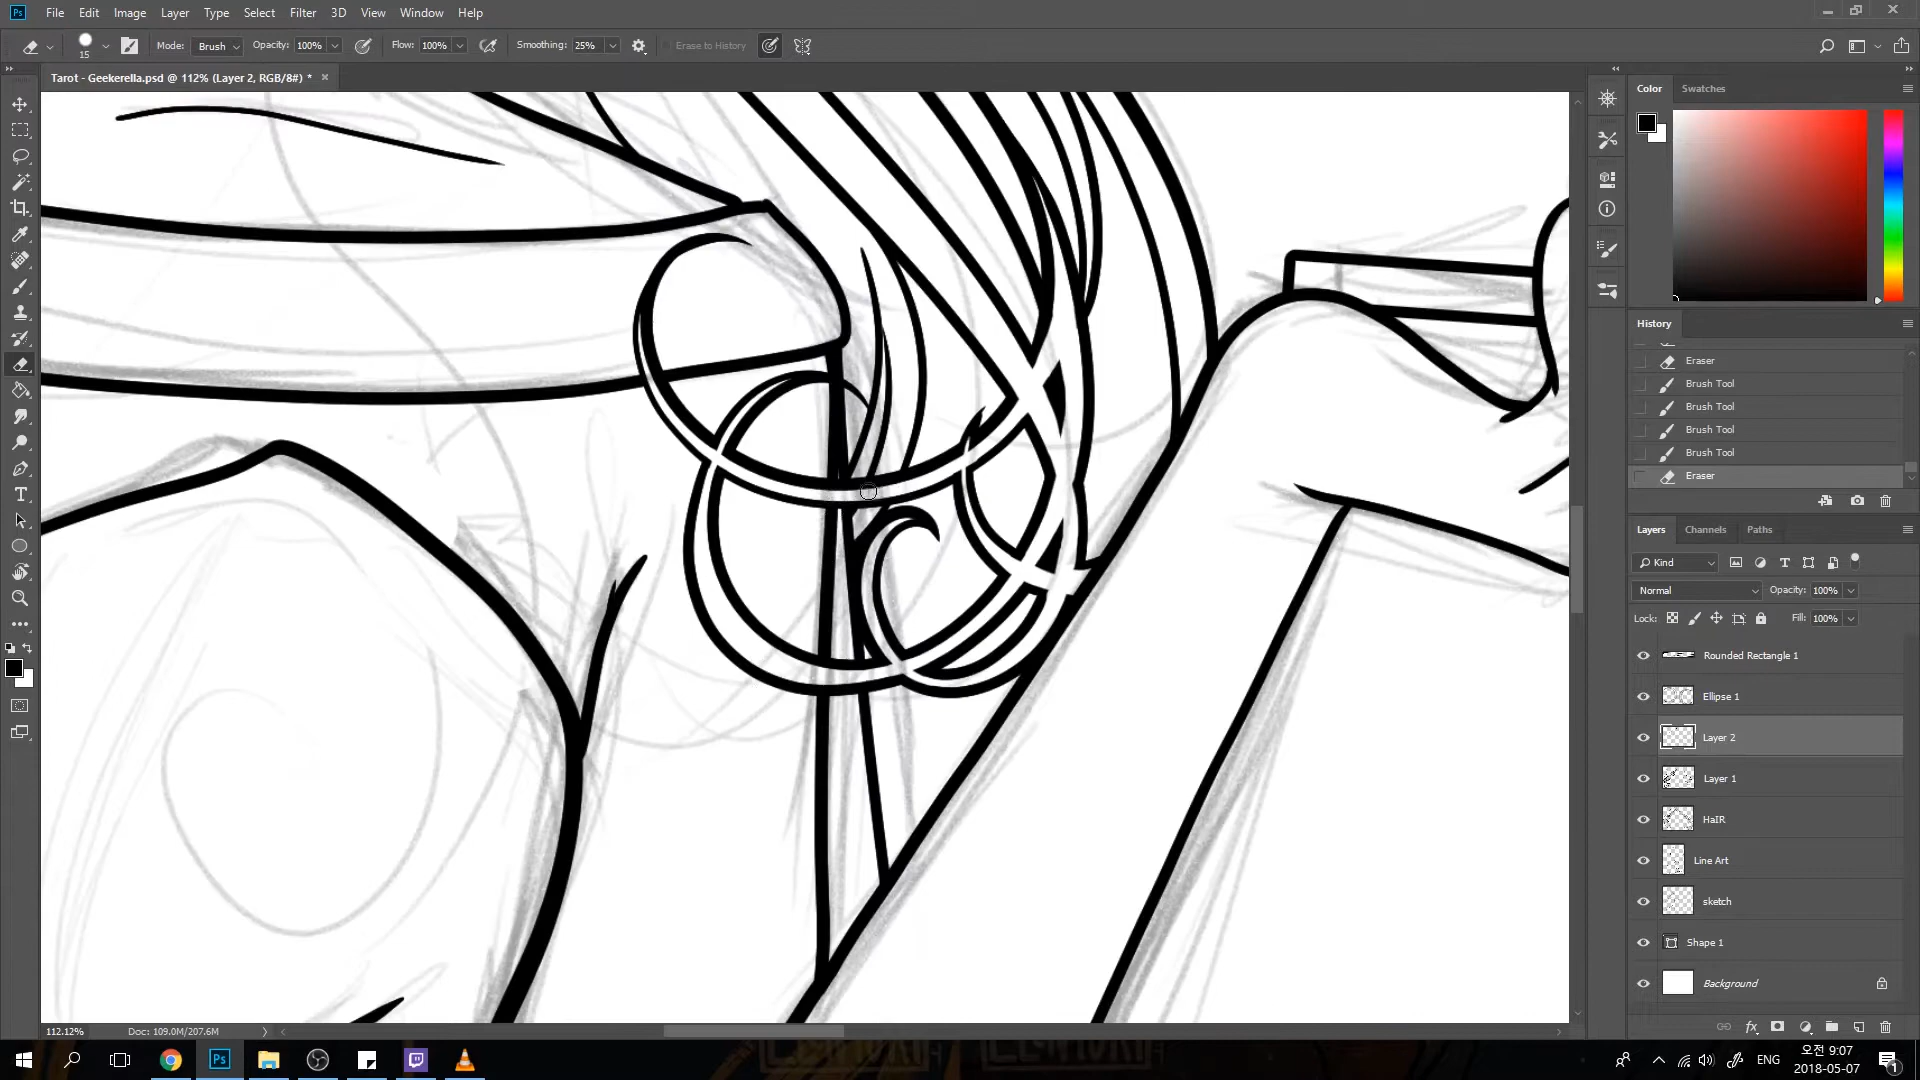 Ps File Edit Image Layer Type Select Filter 3D View Window Help
15 Mode: Brush Opacity: 100% Flow: 100% Smoothing: 25% Erase to History
Tarot - Geekerella.psd @ 112% (Layer 2, RGB/8#) *
Color Swatches
History
Eraser
Brush Tool
Brush Tool
Brush Tool
Brush Tool
Eraser
Layers Channels Paths
Kind
Normal Opacity: 100%
Lock: Fill: 100%
Rounded Rectangle 1
Ellipse 1
Layer 2
Layer 1
HaIR
Line Art
sketch
Shape 1
Background
112.12% Doc: 109.0M/207.6M
Ps ENG 오전 9:07
2018-05-07
1